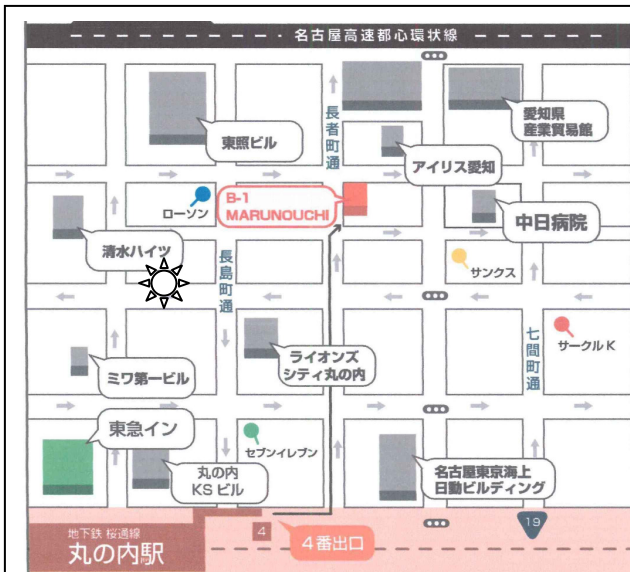 名古屋高速都心環状線
長者町通
東照ビル
愛知県
産業貿易館
アイリス愛知
ローソン
B-1
MARUNOUCHI
中日病院
清水ハイツ
長島町通
サンクス
七間町通
サークルK
ライオンズ
シティ丸の内
ミワ第一ビル
東急イン
セブンイレブン
丸の内
KSビル
名古屋東京海上
日動ビルディング
地下鉄 桜通線
丸の内駅
4
4番出口
19